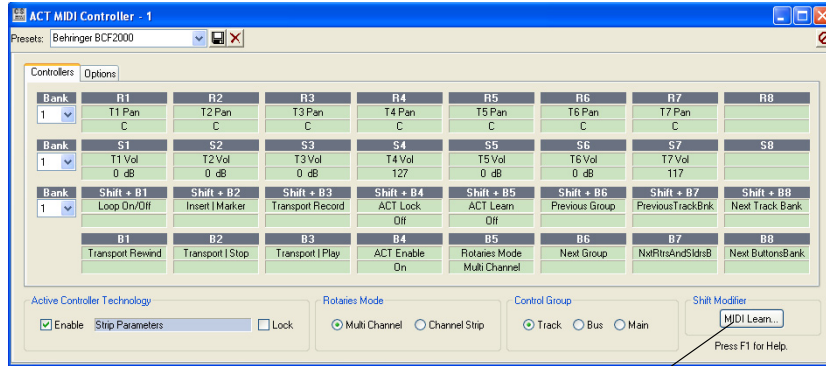 ACT MIDI Controller - 1
Presets: Behringer BCF2000
Controllers Options
Bank R1 R2 R3 R4 R5 R6 R7 R8
1 T1 Pan T2 Pan T3 Pan T4 Pan T5 Pan T6 Pan T7 Pan
C C C C C C C
Bank S1 S2 S3 S4 S5 S6 S7 S8
1 T1 Vol T2 Vol T3 Vol T4 Vol T5 Vol T6 Vol T7 Vol
0 dB 0 dB 0 dB 127 0 dB 0 dB 117
Bank Shift + B1 Shift + B2 Shift + B3 Shift + B4 Shift + B5 Shift + B6 Shift + B7 Shift + B8
1 Loop On/Off Insert | Marker Transport Record ACT Lock ACT Learn Previous Group PreviousTrackBnk Next Track Bank
Off Off
B1 B2 B3 B4 B5 B6 B7 B8
Transport Rewind Transport | Stop Transport | Play ACT Enable Rotaries Mode Next Group NxtRtrsAndSldrsB Next ButtonsBank
On Multi Channel
Active Controller Technology Rotaries Mode Control Group Shift Modifier
Enable Strip Parameters Lock Multi Channel Channel Strip Track Bus Main MIDI Learn...
Press F1 for Help.